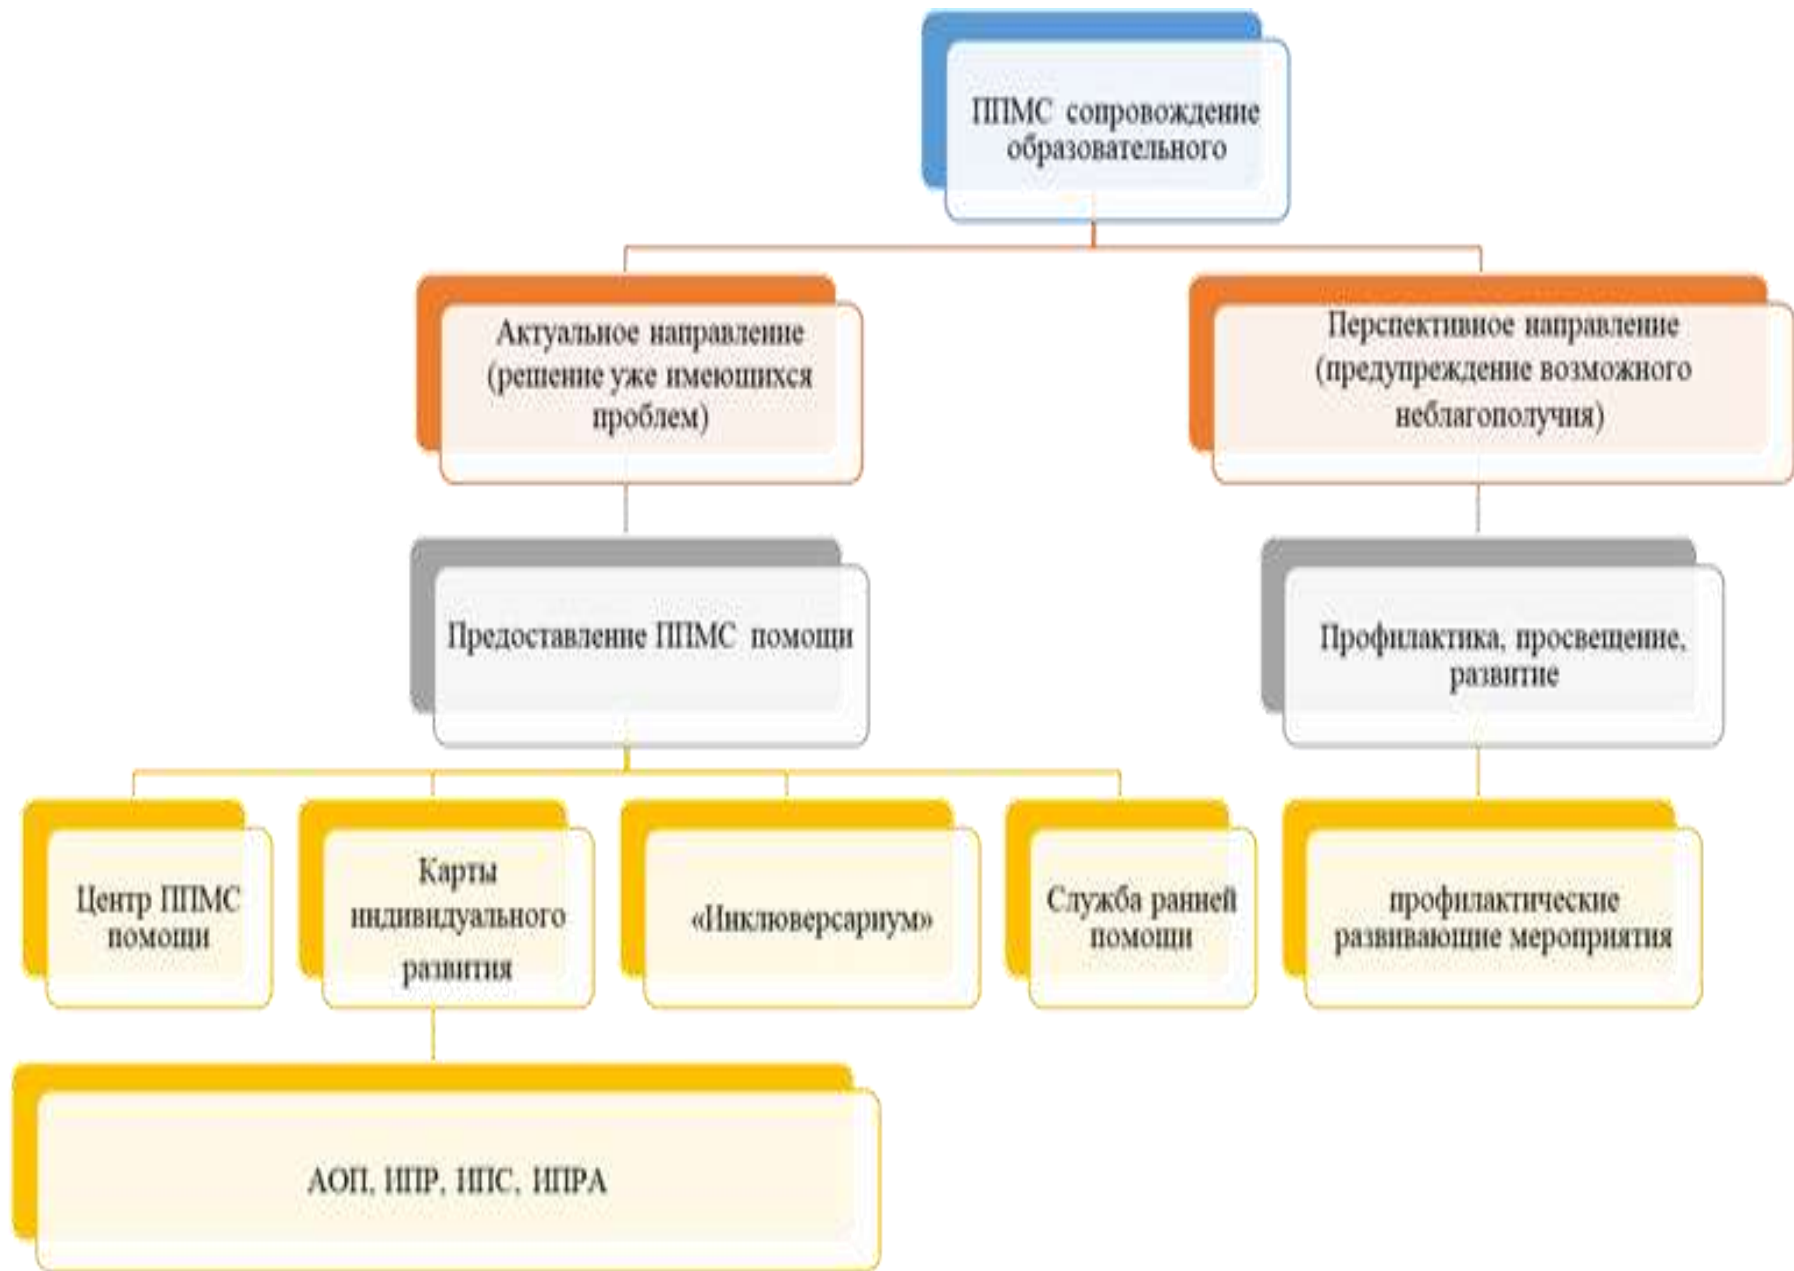 ППМС сопровождение
образовательного
Актуальное направление
(решение уже имеющихся
проблем)
Перспективное направление
(предупреждение возможного
неблагополучия)
Предоставление ППМС помощи
Профилактика, просвещение,
развитие
Центр ППМС
помощи
Карты
индивидуального
развития
«Инклюверсариум»
Служба ранней
помощи
профилактические
развивающие мероприятия
АОП, ИПР, ИПС, ИПРА